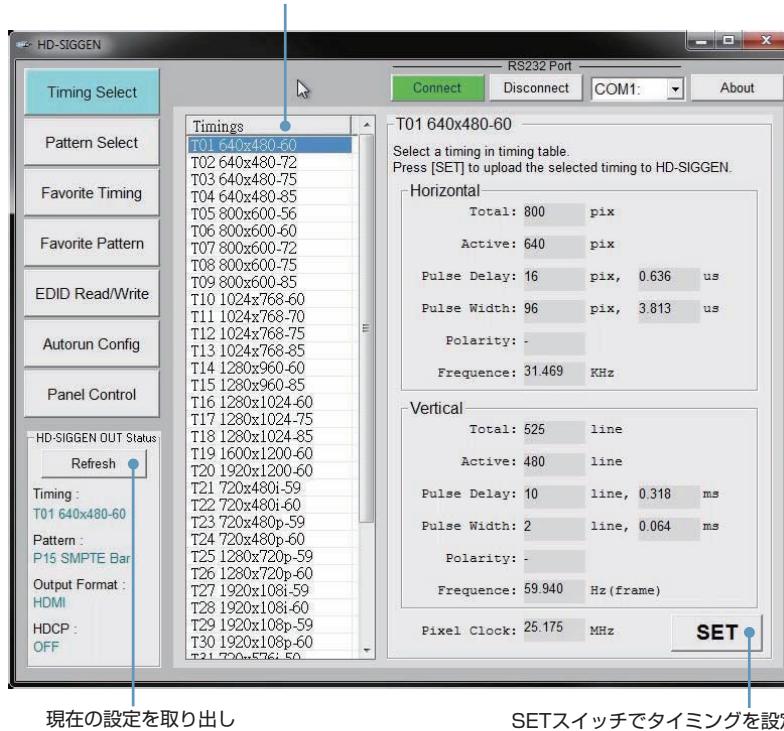 HD-SIGGEN
RS232 Port
Timing Select
Connect
Disconnect
COM1:
About
Pattern Select
Favorite Timing
Favorite Pattern
EDID Read/Write
Autorun Config
Panel Control
HD-SIGGEN OUT Status
Refresh
Timing :
T01 640x480-60
Pattern :
P15 SMPTE Bar
Output Format :
HDMI
HDCP :
OFF
Timings
T01 640x480-60
T02 640x480-72
T03 640x480-75
T04 640x480-85
T05 800x600-56
T06 800x600-60
T07 800x600-72
T08 800x600-75
T09 800x600-85
T10 1024x768-60
T11 1024x768-70
T12 1024x768-75
T13 1024x768-85
T14 1280x960-60
T15 1280x960-85
T16 1280x1024-60
T17 1280x1024-75
T18 1280x1024-85
T19 1600x1200-60
T20 1920x1200-60
T21 720x480i-59
T22 720x480i-60
T23 720x480p-59
T24 720x480p-60
T25 1280x720p-59
T26 1280x720p-60
T27 1920x108i-59
T28 1920x108i-60
T29 1920x108p-59
T30 1920x108p-60
T31 720x576i-50
T01 640x480-60
Select a timing in timing table.
Press [SET] to upload the selected timing to HD-SIGGEN.
Horizontal
Total: 800 pix
Active: 640 pix
Pulse Delay: 16 pix, 0.636 us
Pulse Width: 96 pix, 3.813 us
Polarity: -
Frequence: 31.469 KHz
Vertical
Total: 525 line
Active: 480 line
Pulse Delay: 10 line, 0.318 ms
Pulse Width: 2 line, 0.064 ms
Polarity: -
Frequence: 59.940 Hz(frame)
Pixel Clock: 25.175 MHz
SET
現在の設定を取り出し
SETスイッチでタイミングを設定